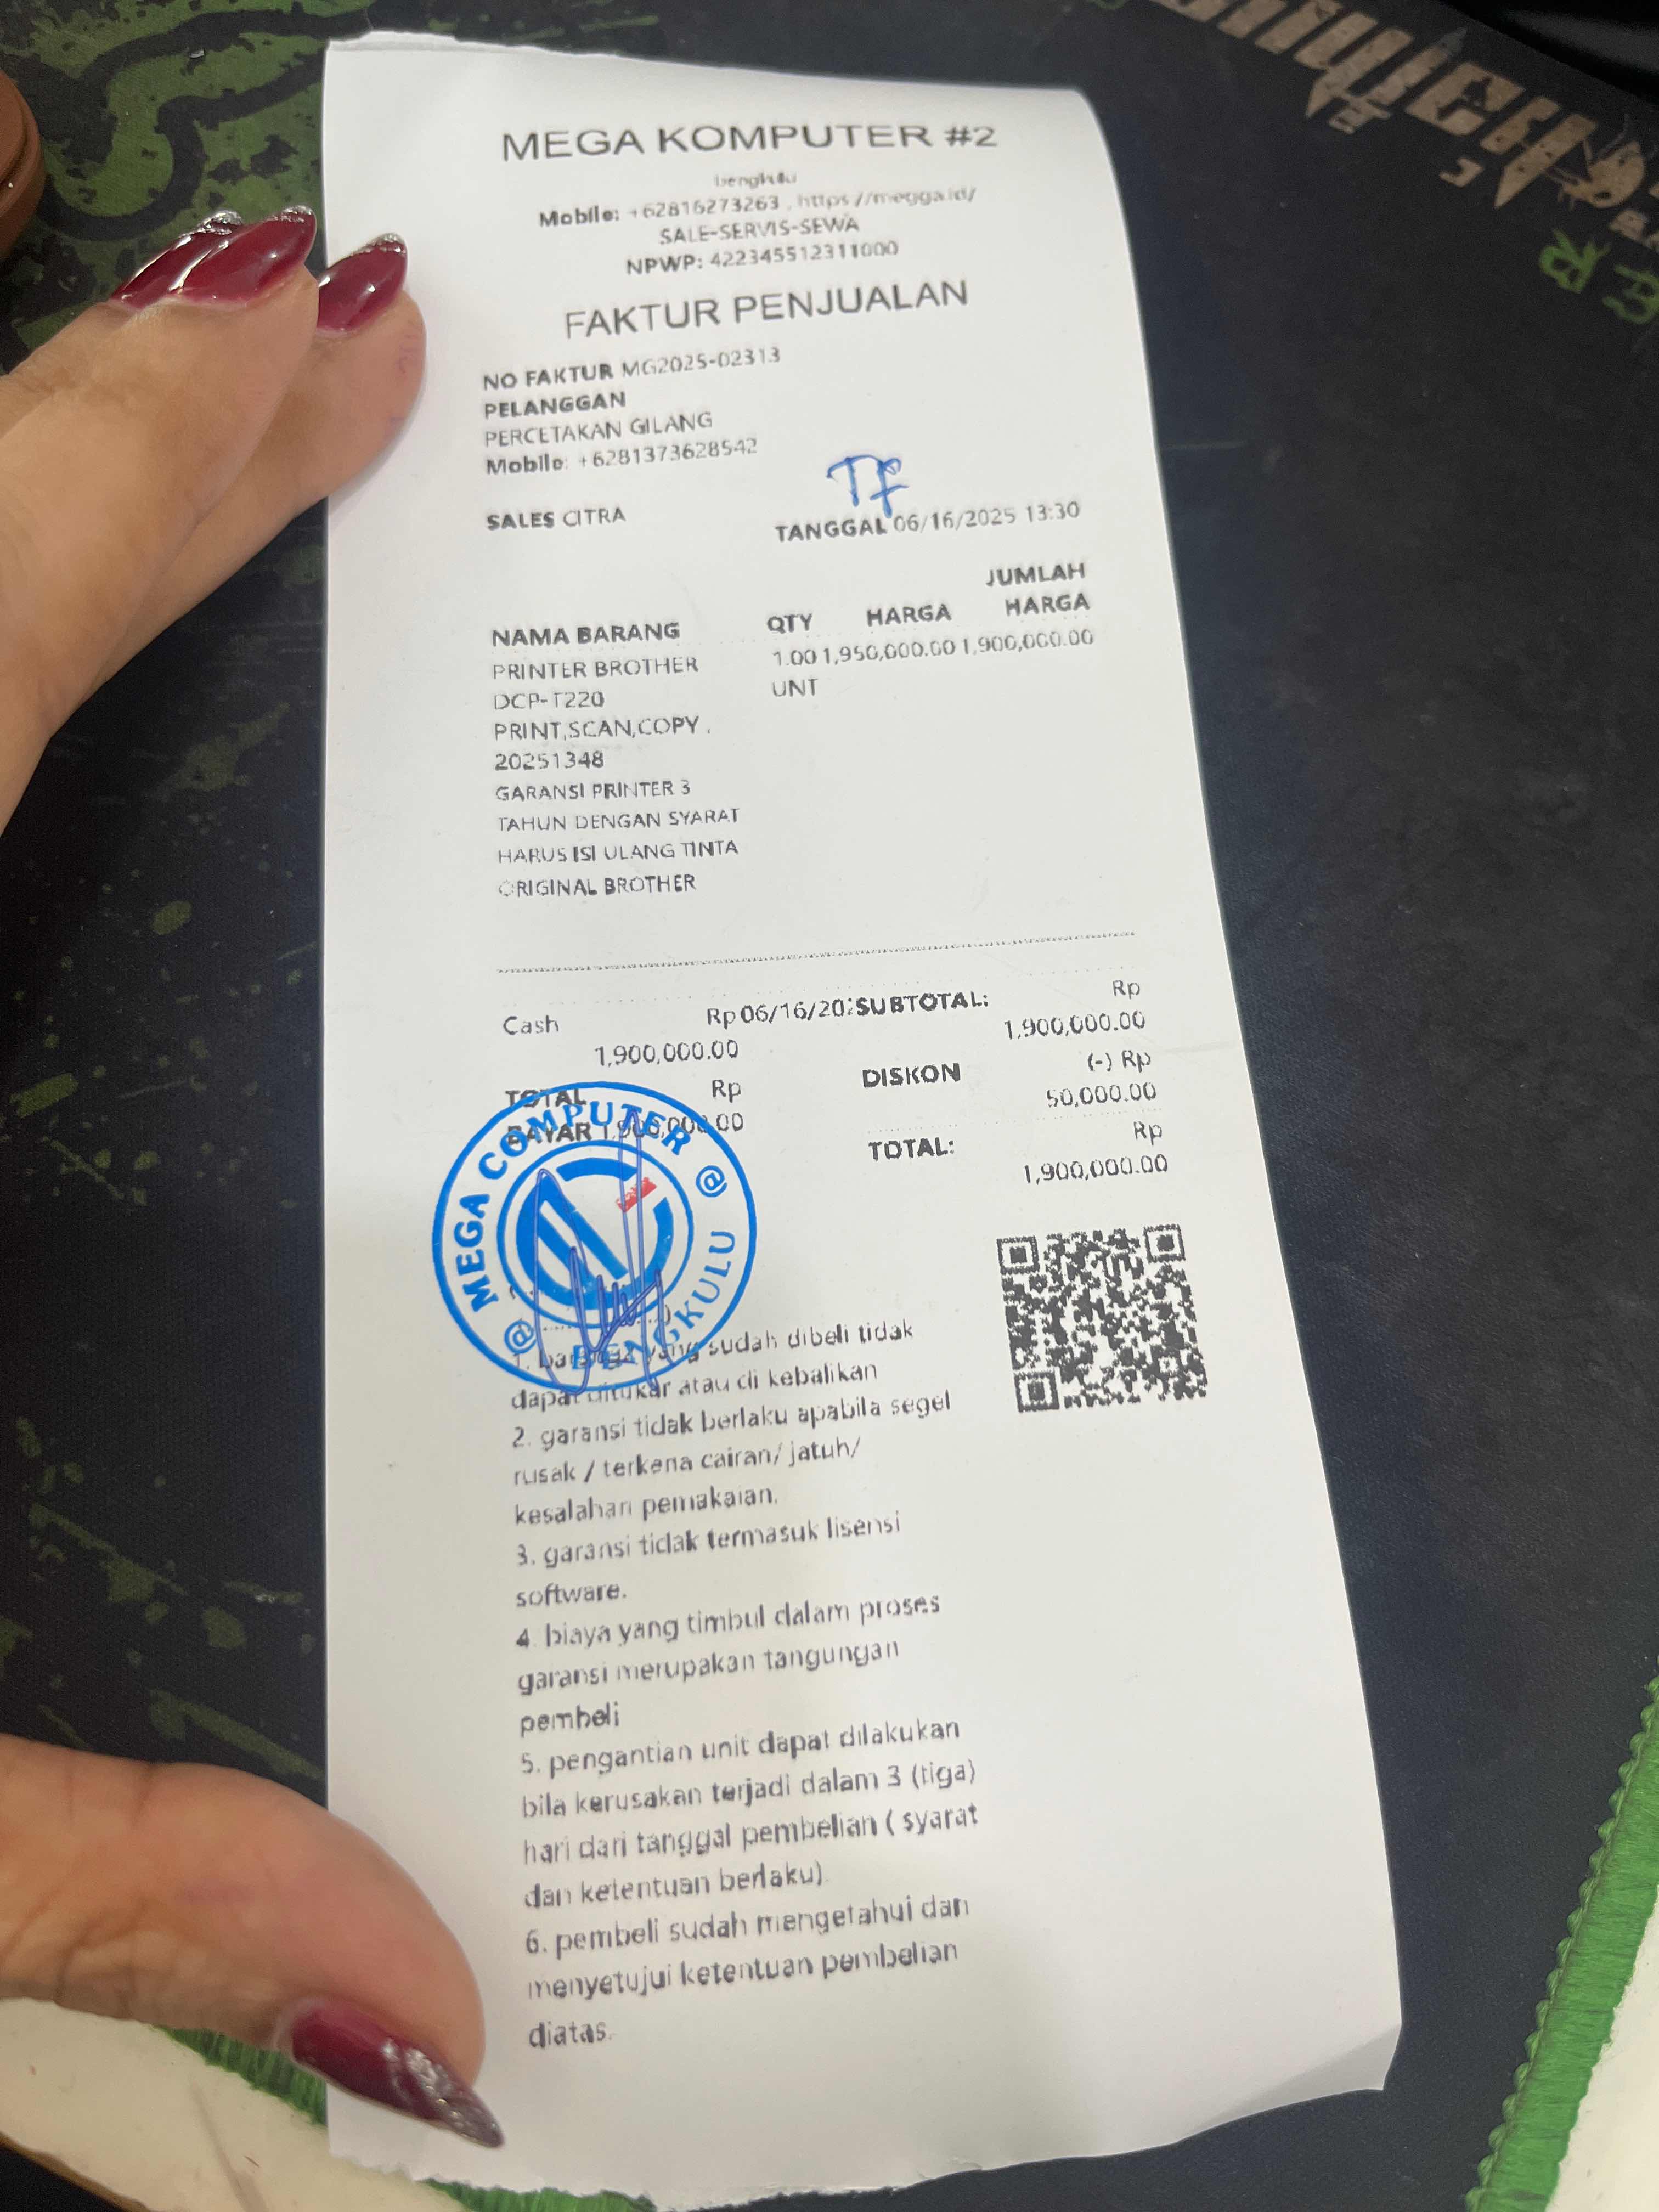 MEGA KOMPUTER #2
bengkulu
Mobile: +62816273263 , https://megga.id/
SALE-SERVIS-SEWA
NPWP: 422345512311000
FAKTUR PENJUALAN
NO FAKTUR MG2025-02313
PELANGGAN
PERCETAKAN GILANG
Mobile: +6281373628542
TF
SALES CITRA
TANGGAL 06/16/2025 13:30
NAMA BARANG QTY HARGA JUMLAH HARGA
PRINTER BROTHER 1.00 1,950,000.00 1,900,000.00
DCP-T220 UNT
PRINT,SCAN,COPY .
20251348
GARANSI PRINTER 3
TAHUN DENGAN SYARAT
HARUS ISI ULANG TINTA
ORIGINAL BROTHER
Cash Rp 06/16/202 SUBTOTAL: Rp
1,900,000.00 1,900,000.00
TOTAL Rp DISKON (-) Rp
BAYAR 1,900,000.00 50,000.00
TOTAL: Rp
1,900,000.00
MEGA COMPUTER @ BENGKULU @
1. barang yang sudah dibeli tidak
dapat ditukar atau di kebalikan
2. garansi tidak berlaku apabila segel
rusak / terkena cairan/ jatuh/
kesalahan pemakaian.
3. garansi tidak termasuk lisensi
software.
4. biaya yang timbul dalam proses
garansi merupakan tangungan
pembeli
5. pengantian unit dapat dilakukan
bila kerusakan terjadi dalam 3 (tiga)
hari dari tanggal pembelian ( syarat
dan ketentuan berlaku).
6. pembeli sudah mengetahui dan
menyetujui ketentuan pembelian
diatas.